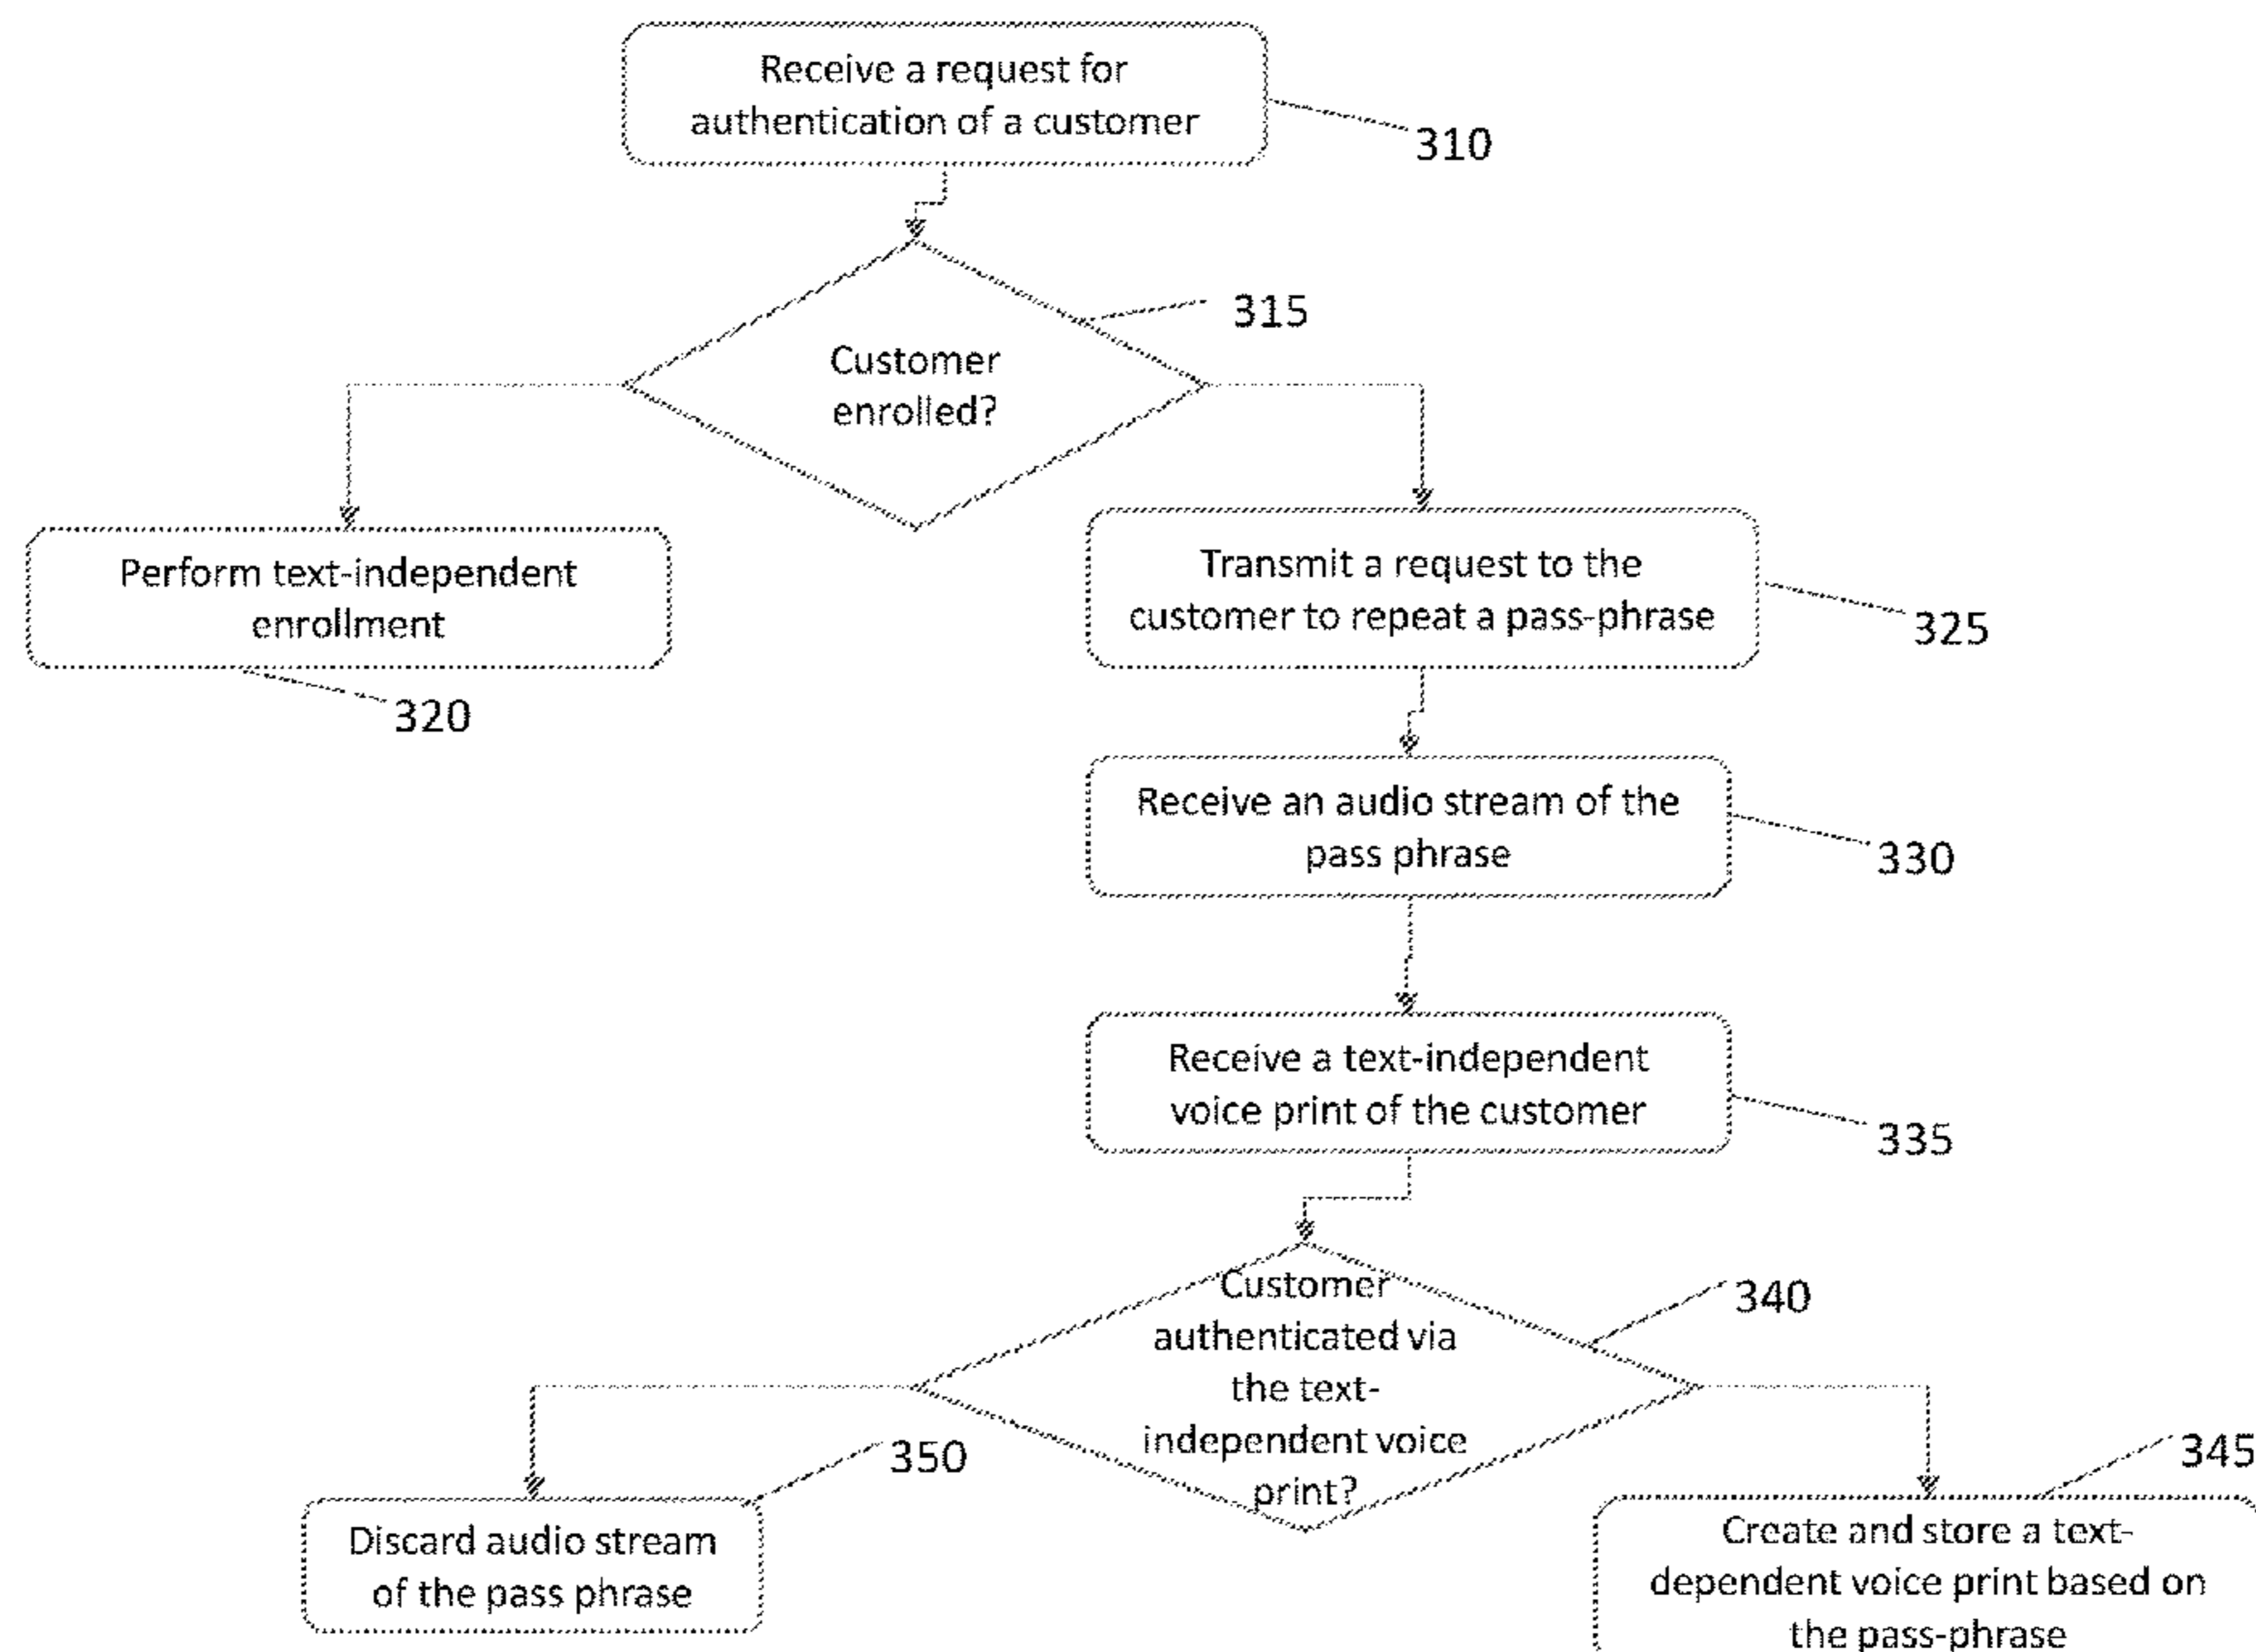 Receive a request for
authentication of a customer
310
315
Customer
enrolled?
Perform text-independent
enrollment
320
Transmit a request to the
customer to repeat a pass-phrase
325
Receive an audio stream of the
pass phrase
330
Receive a text-independent
voice print of the customer
335
Customer
authenticated via
the text-
independent voice
print?
340
350
Discard audio stream
of the pass phrase
345
Create and store a text-
dependent voice print based on
the pass-phrase